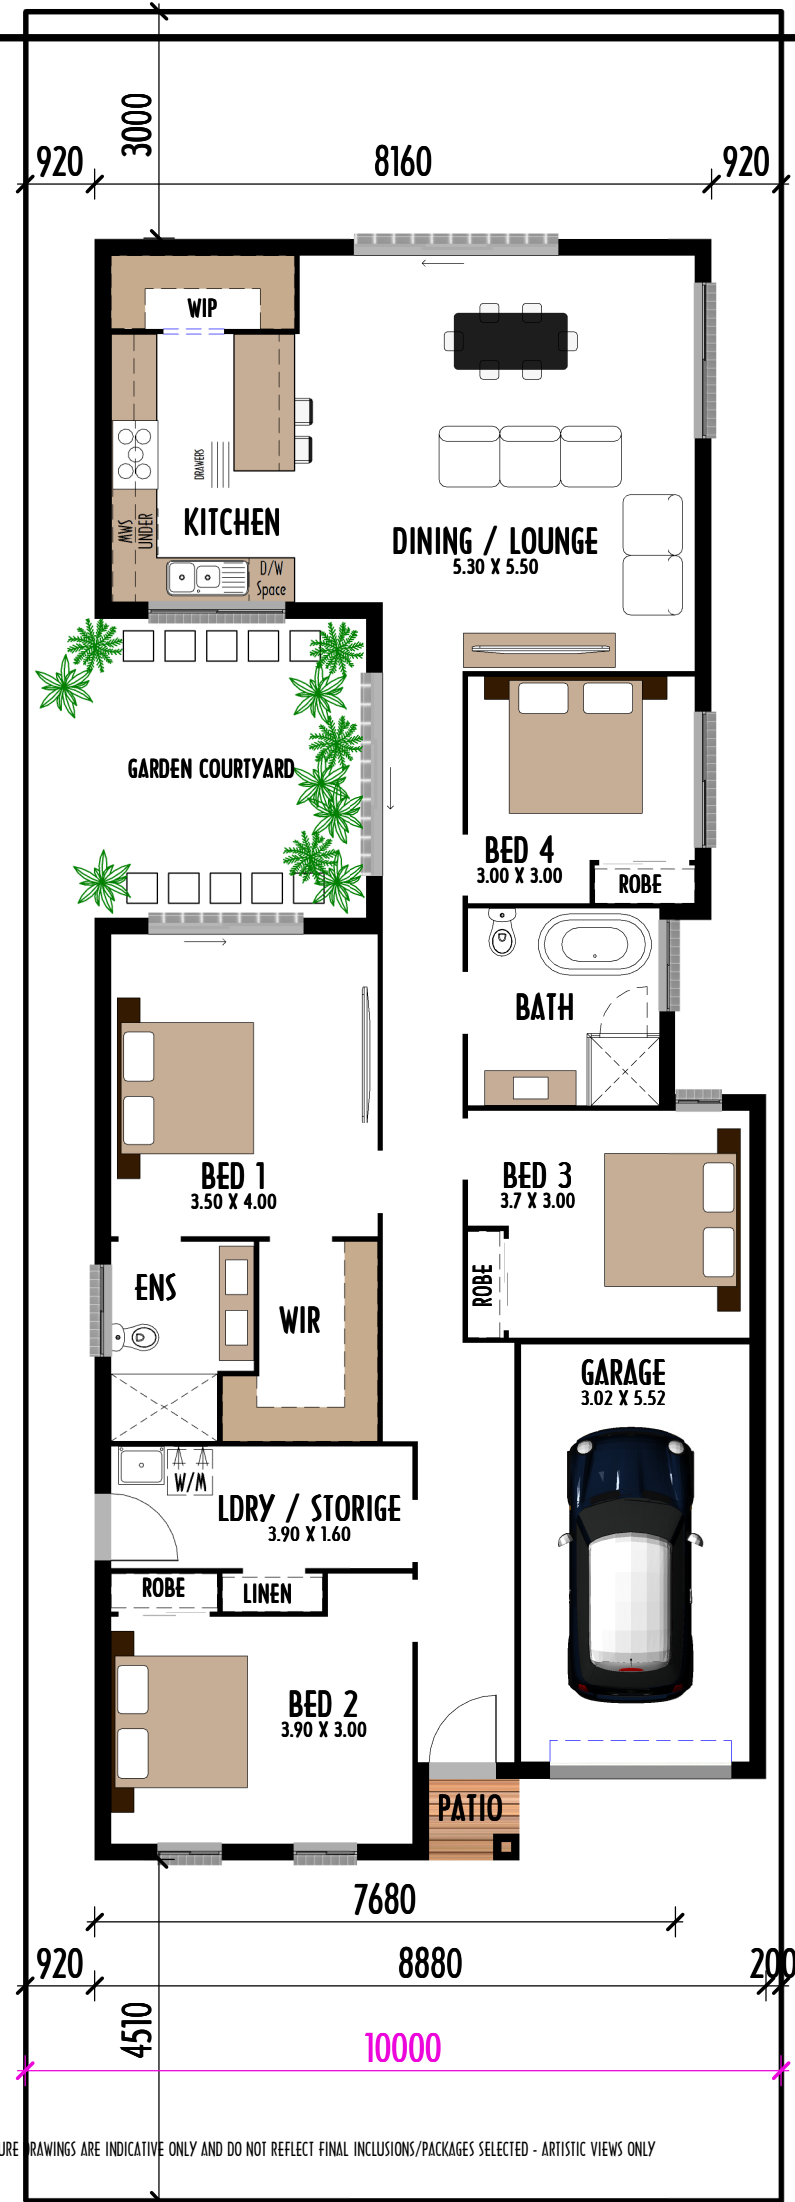 3000
920
8160
920
WIP
DRAWERS
MWS
UNDER
KITCHEN
D/W
Space
DINING / LOUNGE
5.30 X 5.50
GARDEN COURTYARD
BED 4
3.00 X 3.00
ROBE
BATH
BED 1
3.50 X 4.00
BED 3
3.7 X 3.00
ROBE
ENS
WIR
GARAGE
3.02 X 5.52
W/M
LDRY / STORIGE
3.90 X 1.60
ROBE
LINEN
BED 2
3.90 X 3.00
PATIO
7680
920
8880
200
4510
10000
URE DRAWINGS ARE INDICATIVE ONLY AND DO NOT REFLECT FINAL INCLUSIONS/PACKAGES SELECTED - ARTISTIC VIEWS ONLY